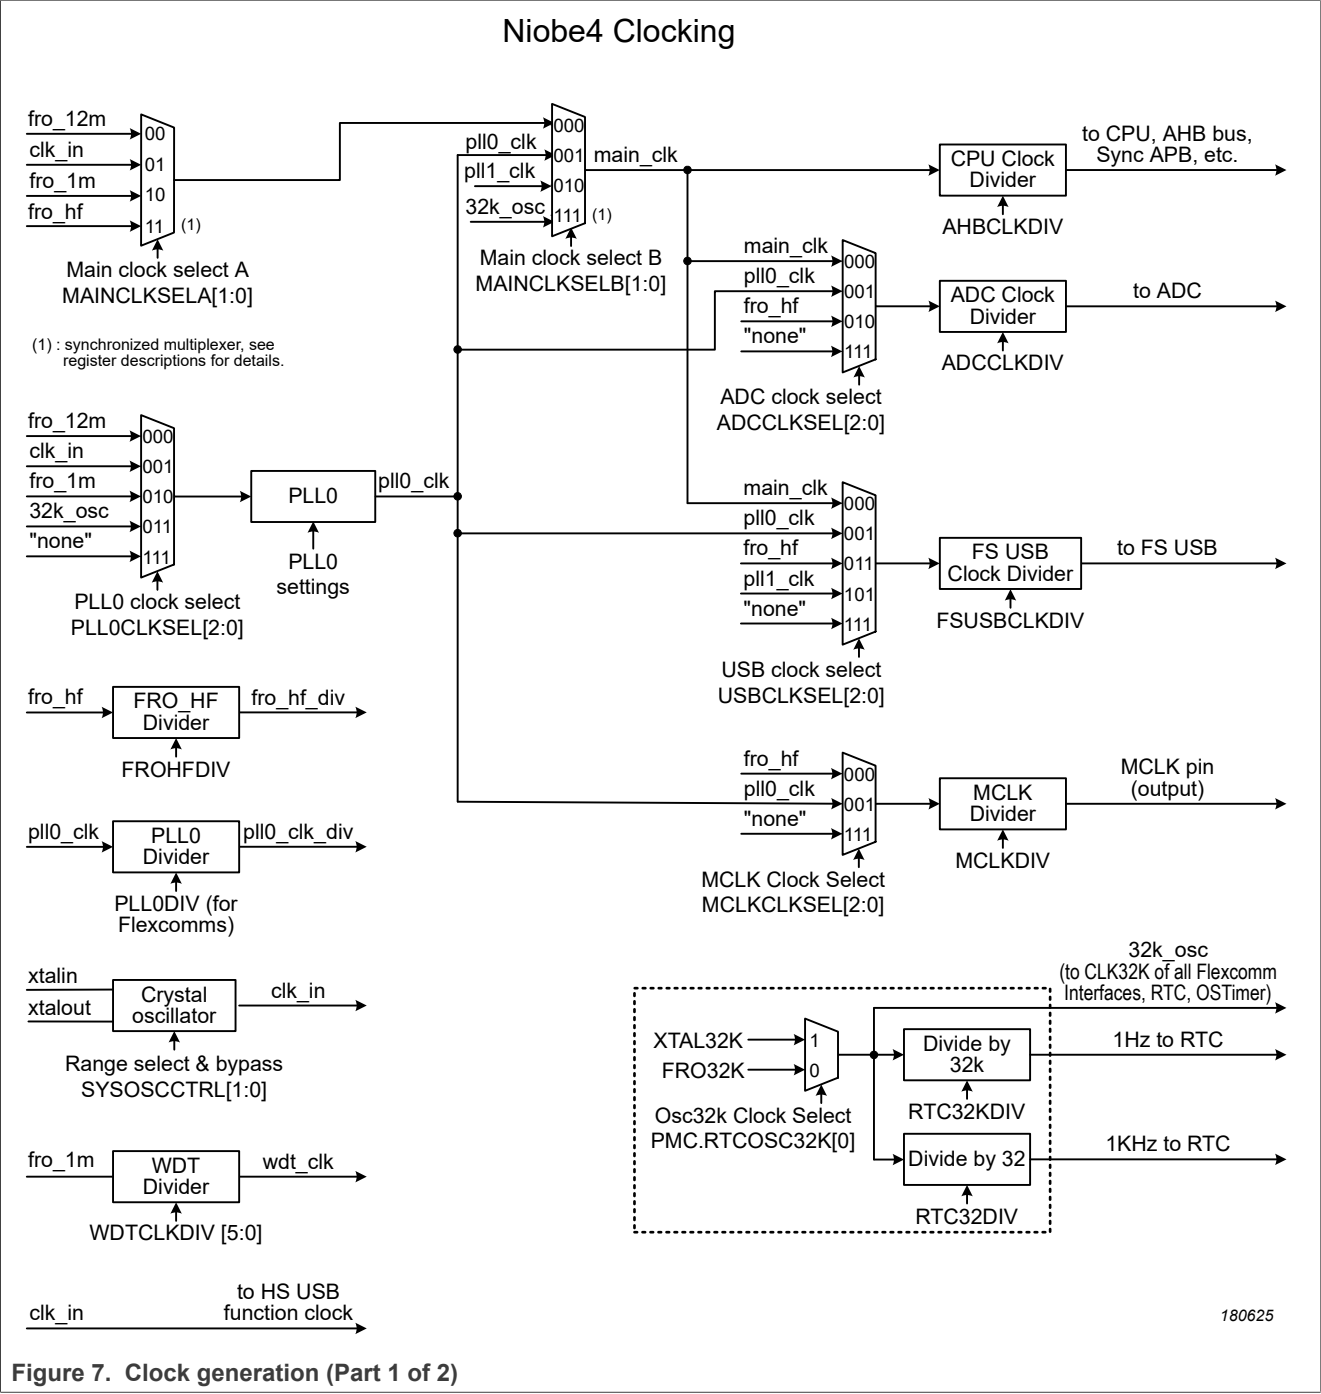 Niobe4 Clocking
fro_12m
clk_in
fro_1m
fro_hf
00
01
10
11
(1)
Main clock select A
MAINCLKSELA[1:0]
(1) : synchronized multiplexer, see
register descriptions for details.
pll0_clk
pll1_clk
32k_osc
000
001
010
111
(1)
Main clock select B
MAINCLKSELB[1:0]
main_clk
CPU Clock
Divider
AHBCLKDIV
to CPU, AHB bus,
Sync APB, etc.
main_clk
pll0_clk
fro_hf
"none"
000
001
010
111
ADC clock select
ADCCLKSEL[2:0]
ADC Clock
Divider
ADCCLKDIV
to ADC
fro_12m
clk_in
fro_1m
32k_osc
"none"
000
001
010
011
111
PLL0 clock select
PLL0CLKSEL[2:0]
PLL0
PLL0
settings
pll0_clk
main_clk
pll0_clk
fro_hf
pll1_clk
"none"
000
001
011
101
111
USB clock select
USBCLKSEL[2:0]
FS USB
Clock Divider
FSUSBCLKDIV
to FS USB
fro_hf
FRO_HF
Divider
FROHFDIV
fro_hf_div
fro_hf
pll0_clk
"none"
000
001
111
MCLK Clock Select
MCLKCLKSEL[2:0]
MCLK
Divider
MCLKDIV
MCLK pin
(output)
pll0_clk
PLL0
Divider
PLL0DIV (for
Flexcomms)
pll0_clk_div
xtalin
xtalout
Crystal
oscillator
Range select & bypass
SYSOSCCTRL[1:0]
clk_in
XTAL32K
FRO32K
1
0
Osc32k Clock Select
PMC.RTCOSC32K[0]
32k_osc
(to CLK32K of all Flexcomm
Interfaces, RTC, OSTimer)
Divide by
32k
RTC32KDIV
1Hz to RTC
Divide by 32
RTC32DIV
1KHz to RTC
fro_1m
WDT
Divider
WDTCLKDIV [5:0]
wdt_clk
clk_in
to HS USB
function clock
180625
Figure 7. Clock generation (Part 1 of 2)